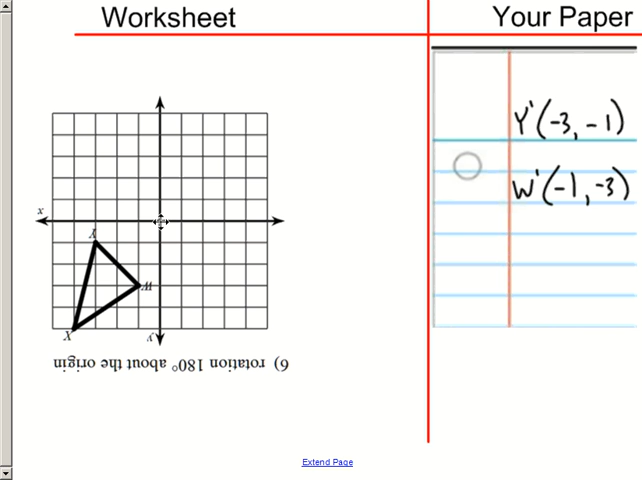 Worksheet
Your Paper
Y'(-3, -1)
W'(-1, -3)
x
Y
W
X
y
6) rotation 180° about the origin
Extend Page